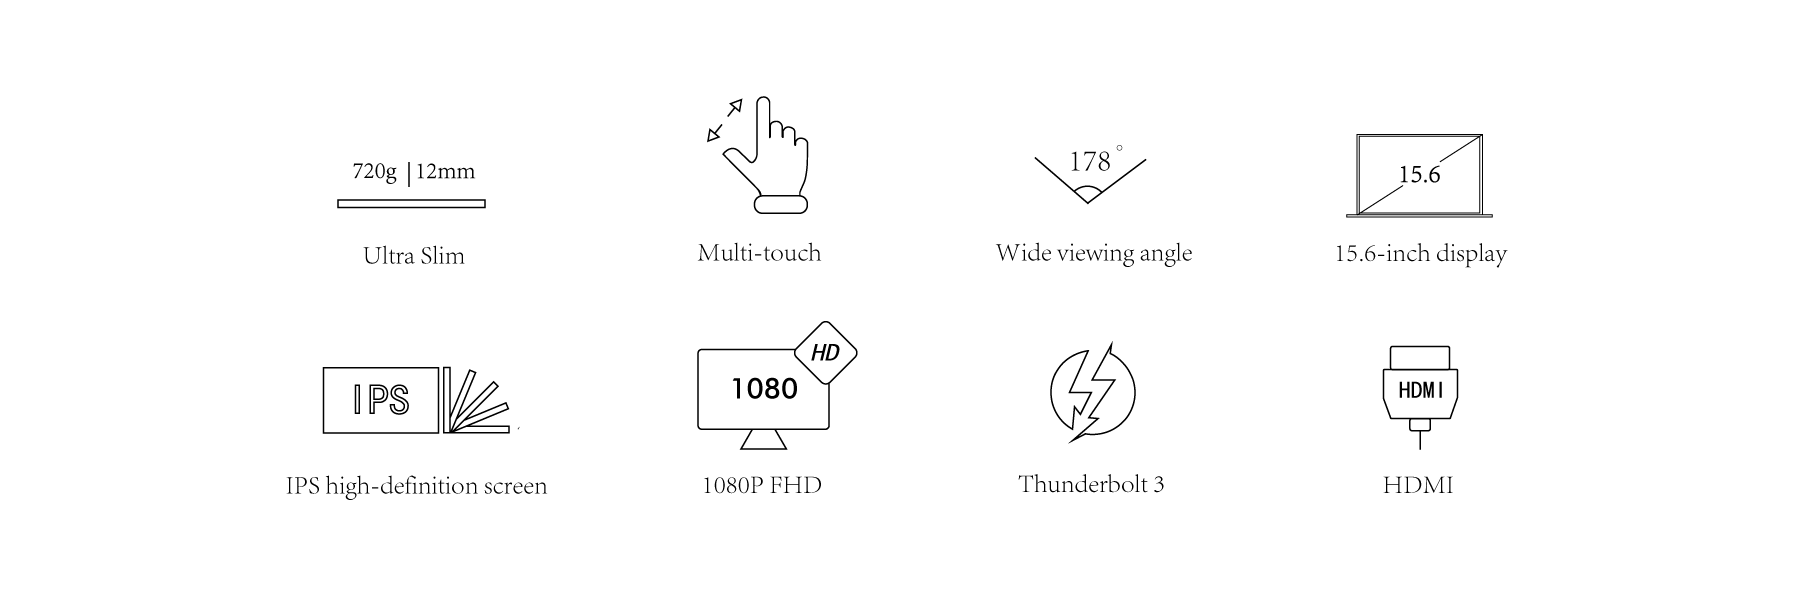 720g | 12mm
Ultra Slim
Multi-touch
178°
Wide viewing angle
15.6
15.6-inch display
IPS
IPS high-definition screen
HD
1080
1080P FHD
Thunderbolt 3
HDMI
HDMI